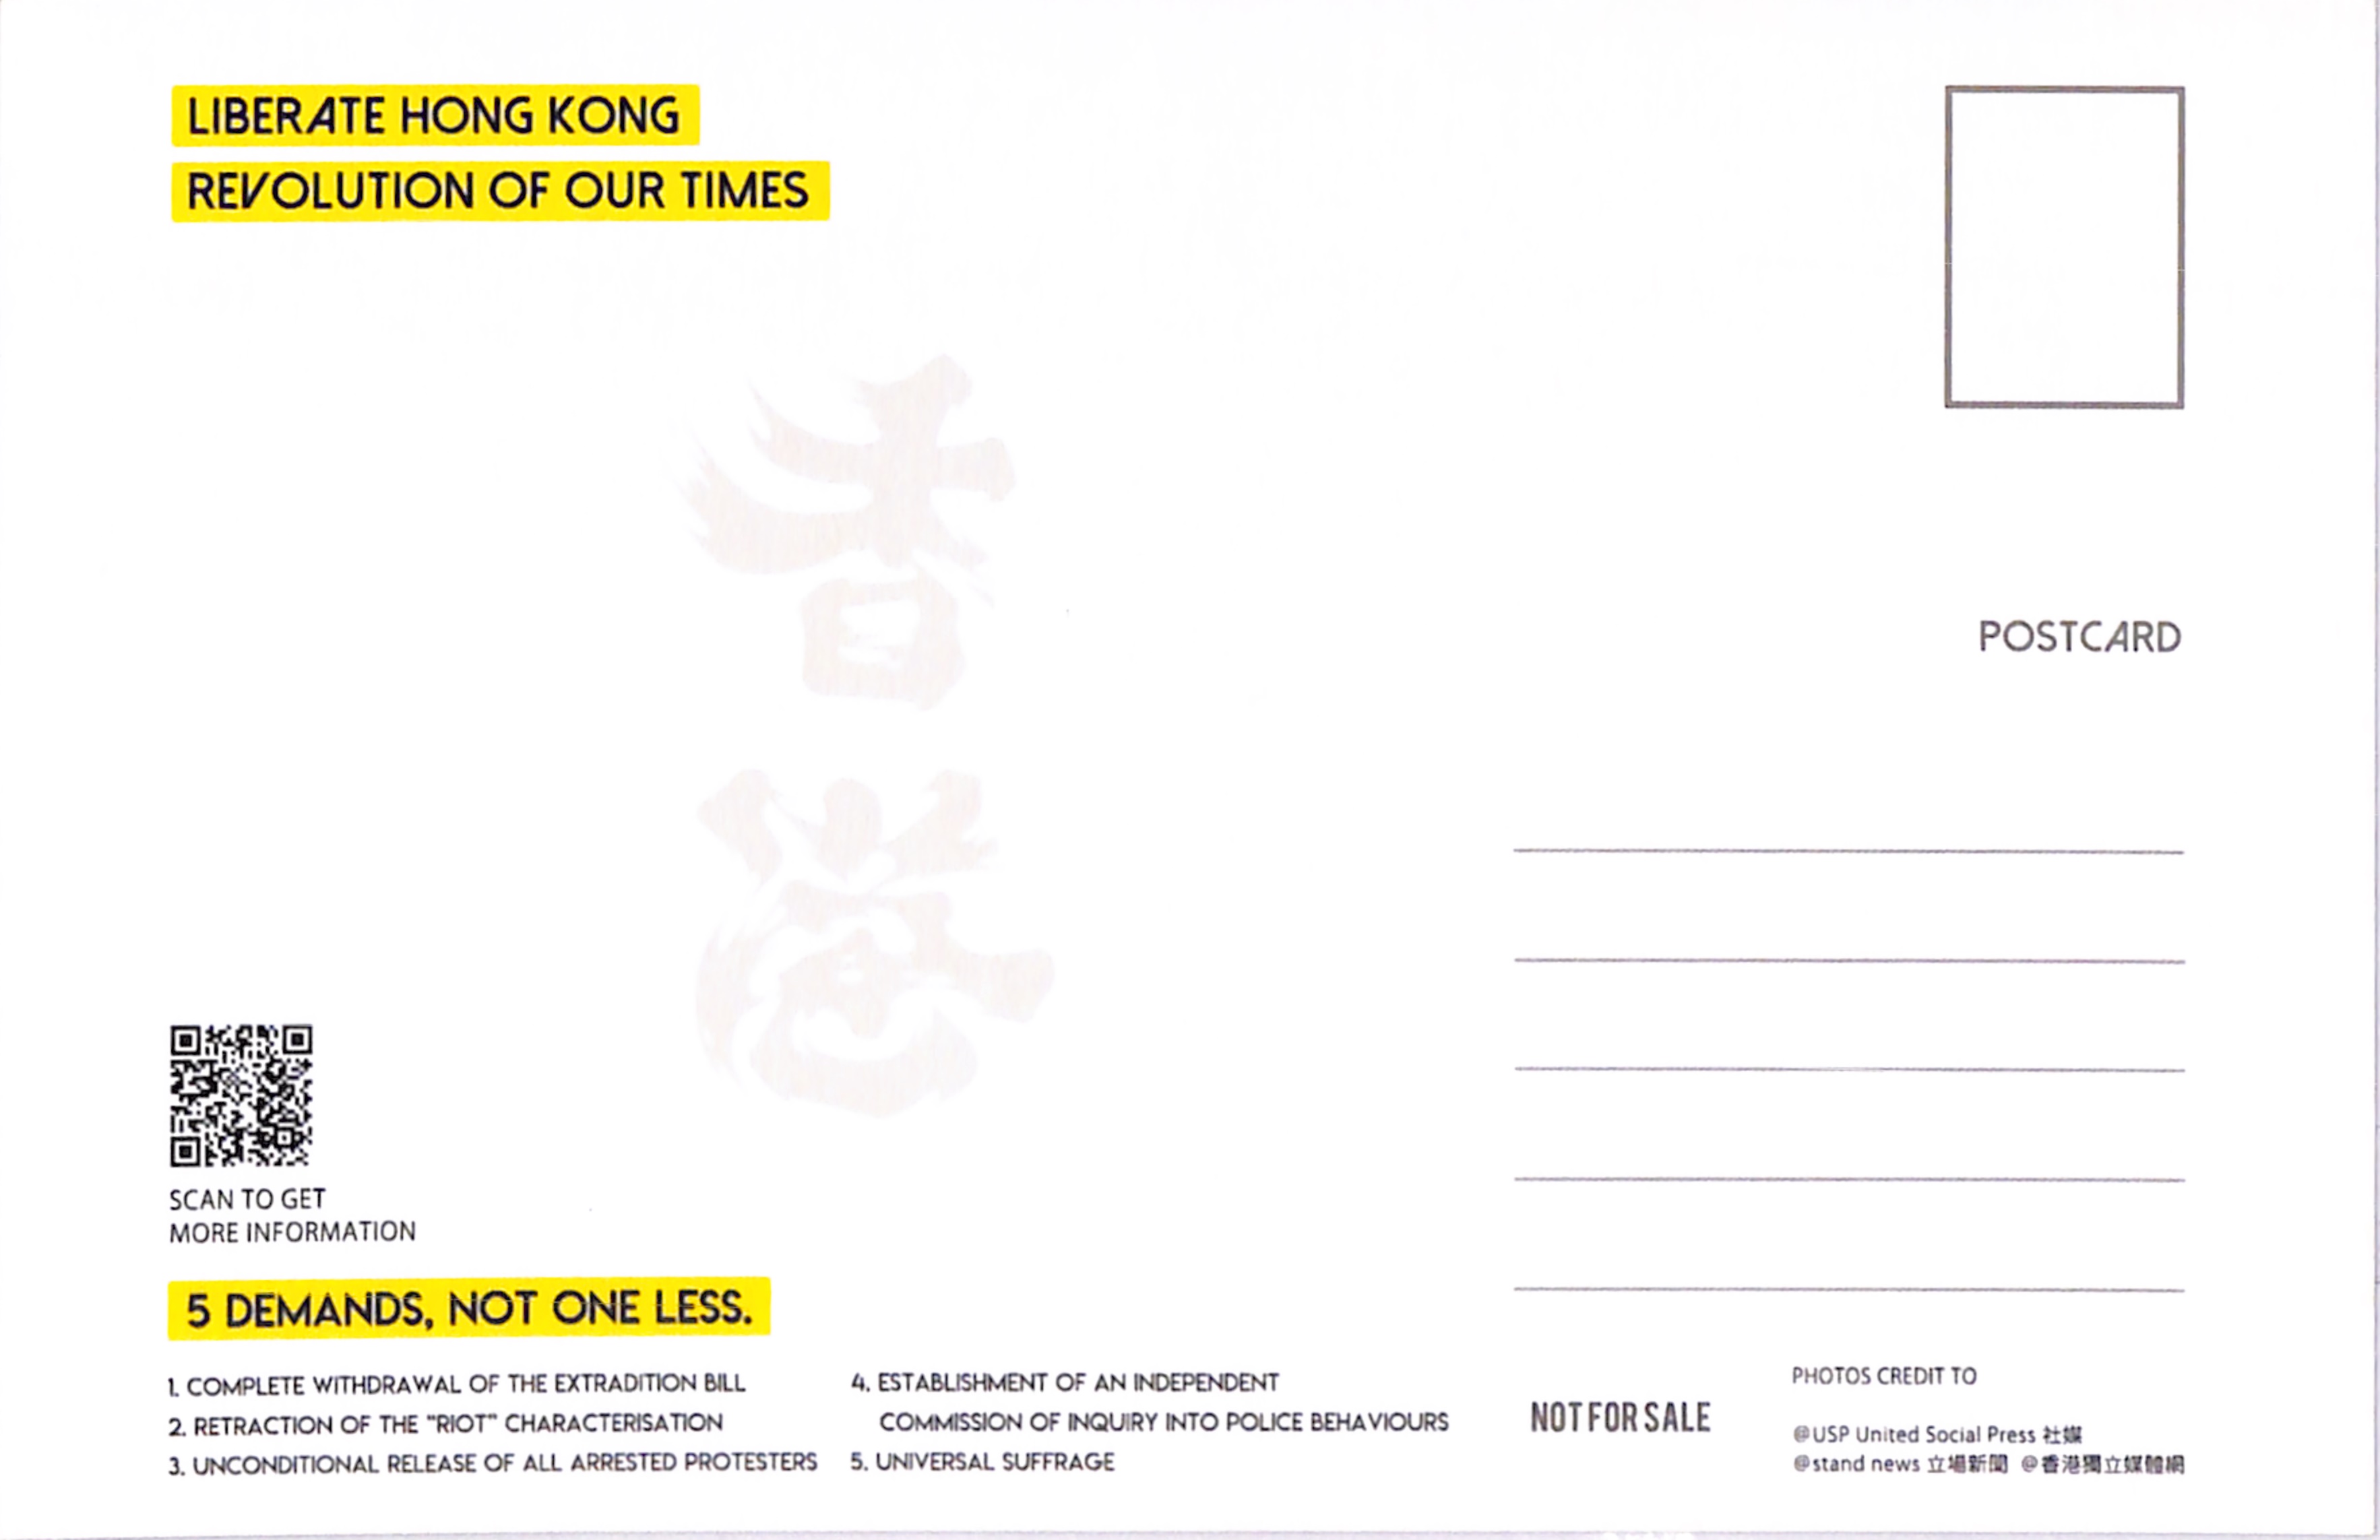 LIBERATE HONG KONG
REVOLUTION OF OUR TIMES
香
港
POSTCARD
SCAN TO GET
MORE INFORMATION
5 DEMANDS, NOT ONE LESS.
1. COMPLETE WITHDRAWAL OF THE EXTRADITION BILL
2. RETRACTION OF THE "RIOT" CHARACTERISATION
3. UNCONDITIONAL RELEASE OF ALL ARRESTED PROTESTERS
4. ESTABLISHMENT OF AN INDEPENDENT
COMMISSION OF INQUIRY INTO POLICE BEHAVIOURS
5. UNIVERSAL SUFFRAGE
NOT FOR SALE
PHOTOS CREDIT TO
@USP United Social Press 社媒
@stand news 立場新聞 @香港獨立媒體網